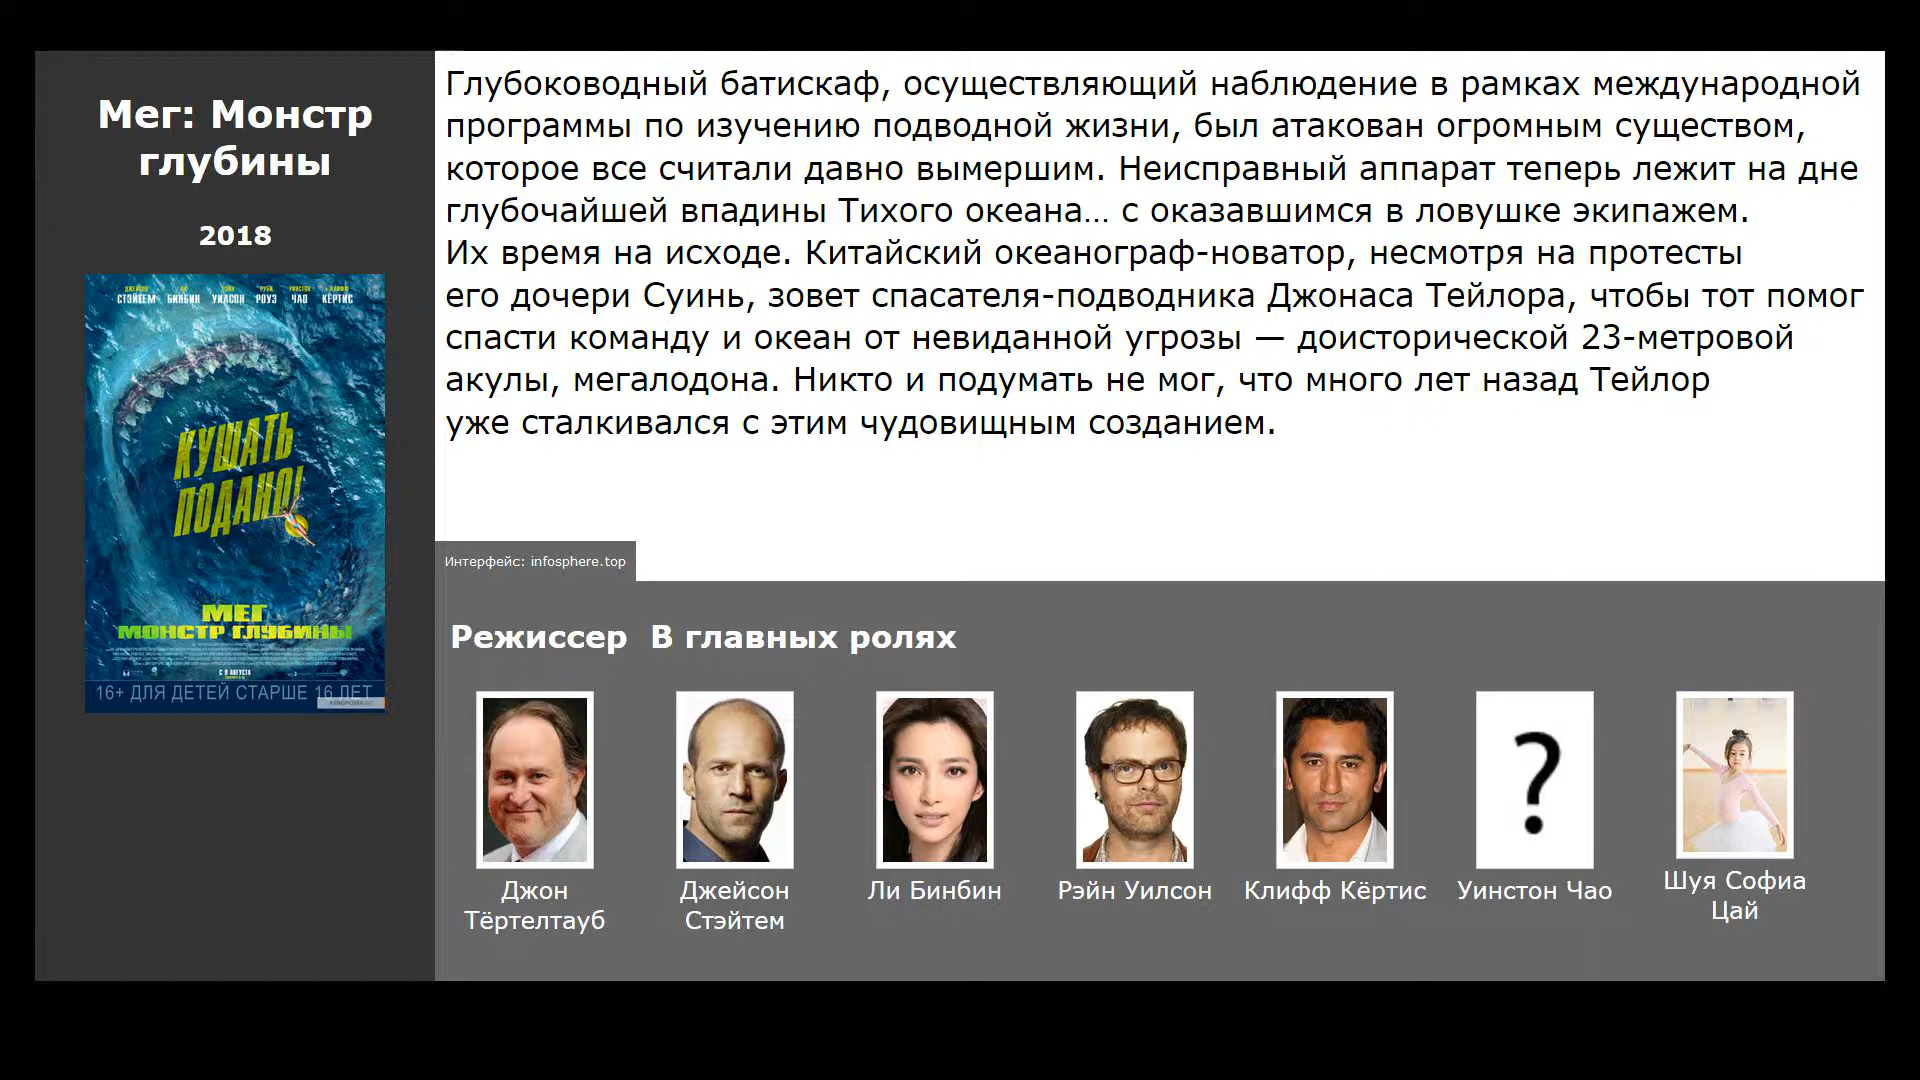 Мег: Монстр
глубины
2018
СТЭЙТЕМ БИНБИН УИЛСОН РОУЗ ЧАО КЁРТИС
КУШАТЬ
ПОДАНО!
МЕГ
МОНСТР ГЛУБИНЫ
С 9 АВГУСТА
16+ ДЛЯ ДЕТЕЙ СТАРШЕ 16 ЛЕТ
Глубоководный батискаф, осуществляющий наблюдение в рамках международной
программы по изучению подводной жизни, был атакован огромным существом,
которое все считали давно вымершим. Неисправный аппарат теперь лежит на дне
глубочайшей впадины Тихого океана… с оказавшимся в ловушке экипажем.
Их время на исходе. Китайский океанограф-новатор, несмотря на протесты
его дочери Суинь, зовет спасателя-подводника Джонаса Тейлора, чтобы тот помог
спасти команду и океан от невиданной угрозы — доисторической 23-метровой
акулы, мегалодона. Никто и подумать не мог, что много лет назад Тейлор
уже сталкивался с этим чудовищным созданием.
Интерфейс: infosphere.top
Режиссер В главных ролях
Джон
Тёртелтауб
Джейсон
Стэйтем
Ли Бинбин
Рэйн Уилсон
Клифф Кёртис
?
Уинстон Чао
Шуя София
Цай